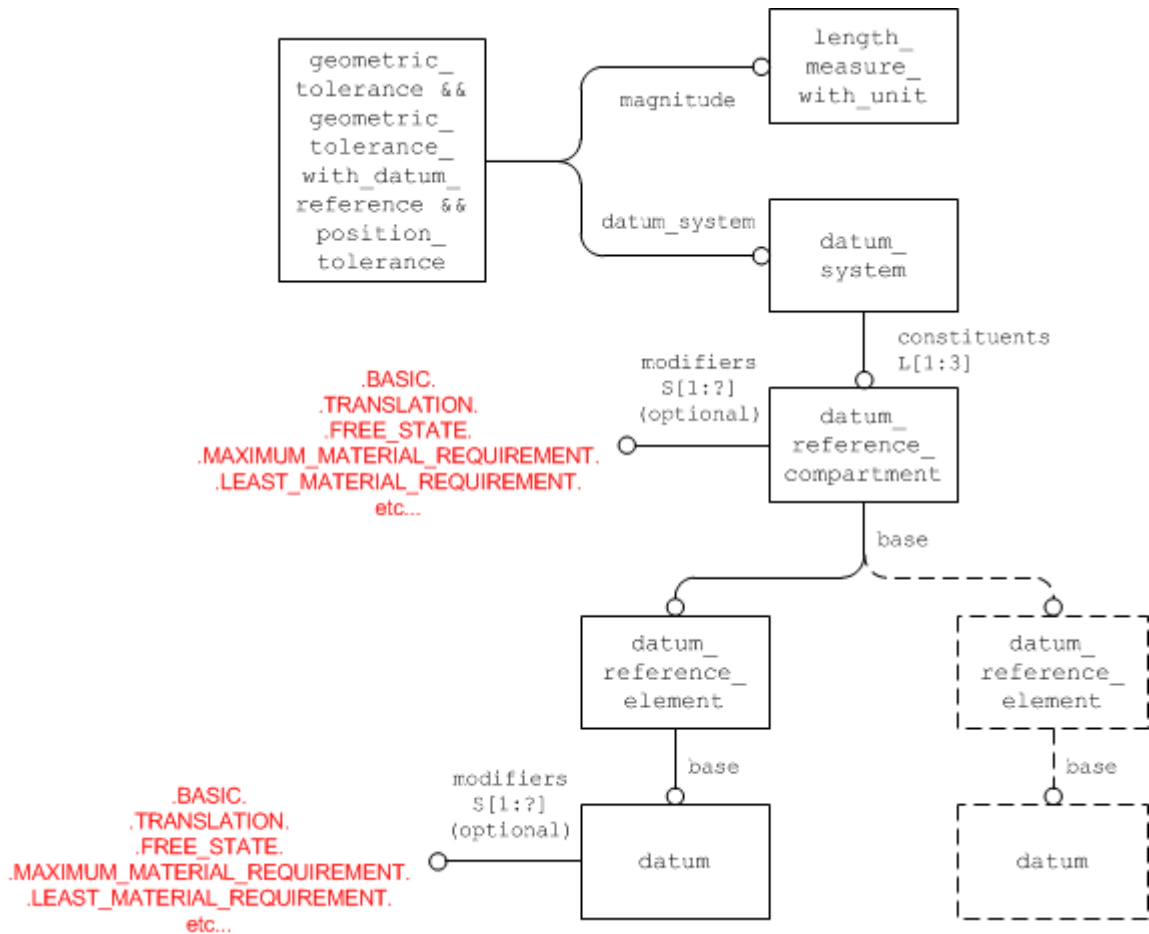 geometric_
tolerance &&
geometric_
tolerance_
with_datum_
reference &&
position_
tolerance
magnitude
length_
measure_
with_unit
datum_system
datum_
system
constituents
L[1:3]
modifiers
S[1:?]
(optional)
.BASIC.
.TRANSLATION.
.FREE_STATE.
.MAXIMUM_MATERIAL_REQUIREMENT.
.LEAST_MATERIAL_REQUIREMENT.
etc...
datum_
reference_
compartment
base
datum_
reference_
element
datum_
reference_
element
base
base
modifiers
S[1:?]
(optional)
.BASIC.
.TRANSLATION.
.FREE_STATE.
.MAXIMUM_MATERIAL_REQUIREMENT.
.LEAST_MATERIAL_REQUIREMENT.
etc...
datum
datum